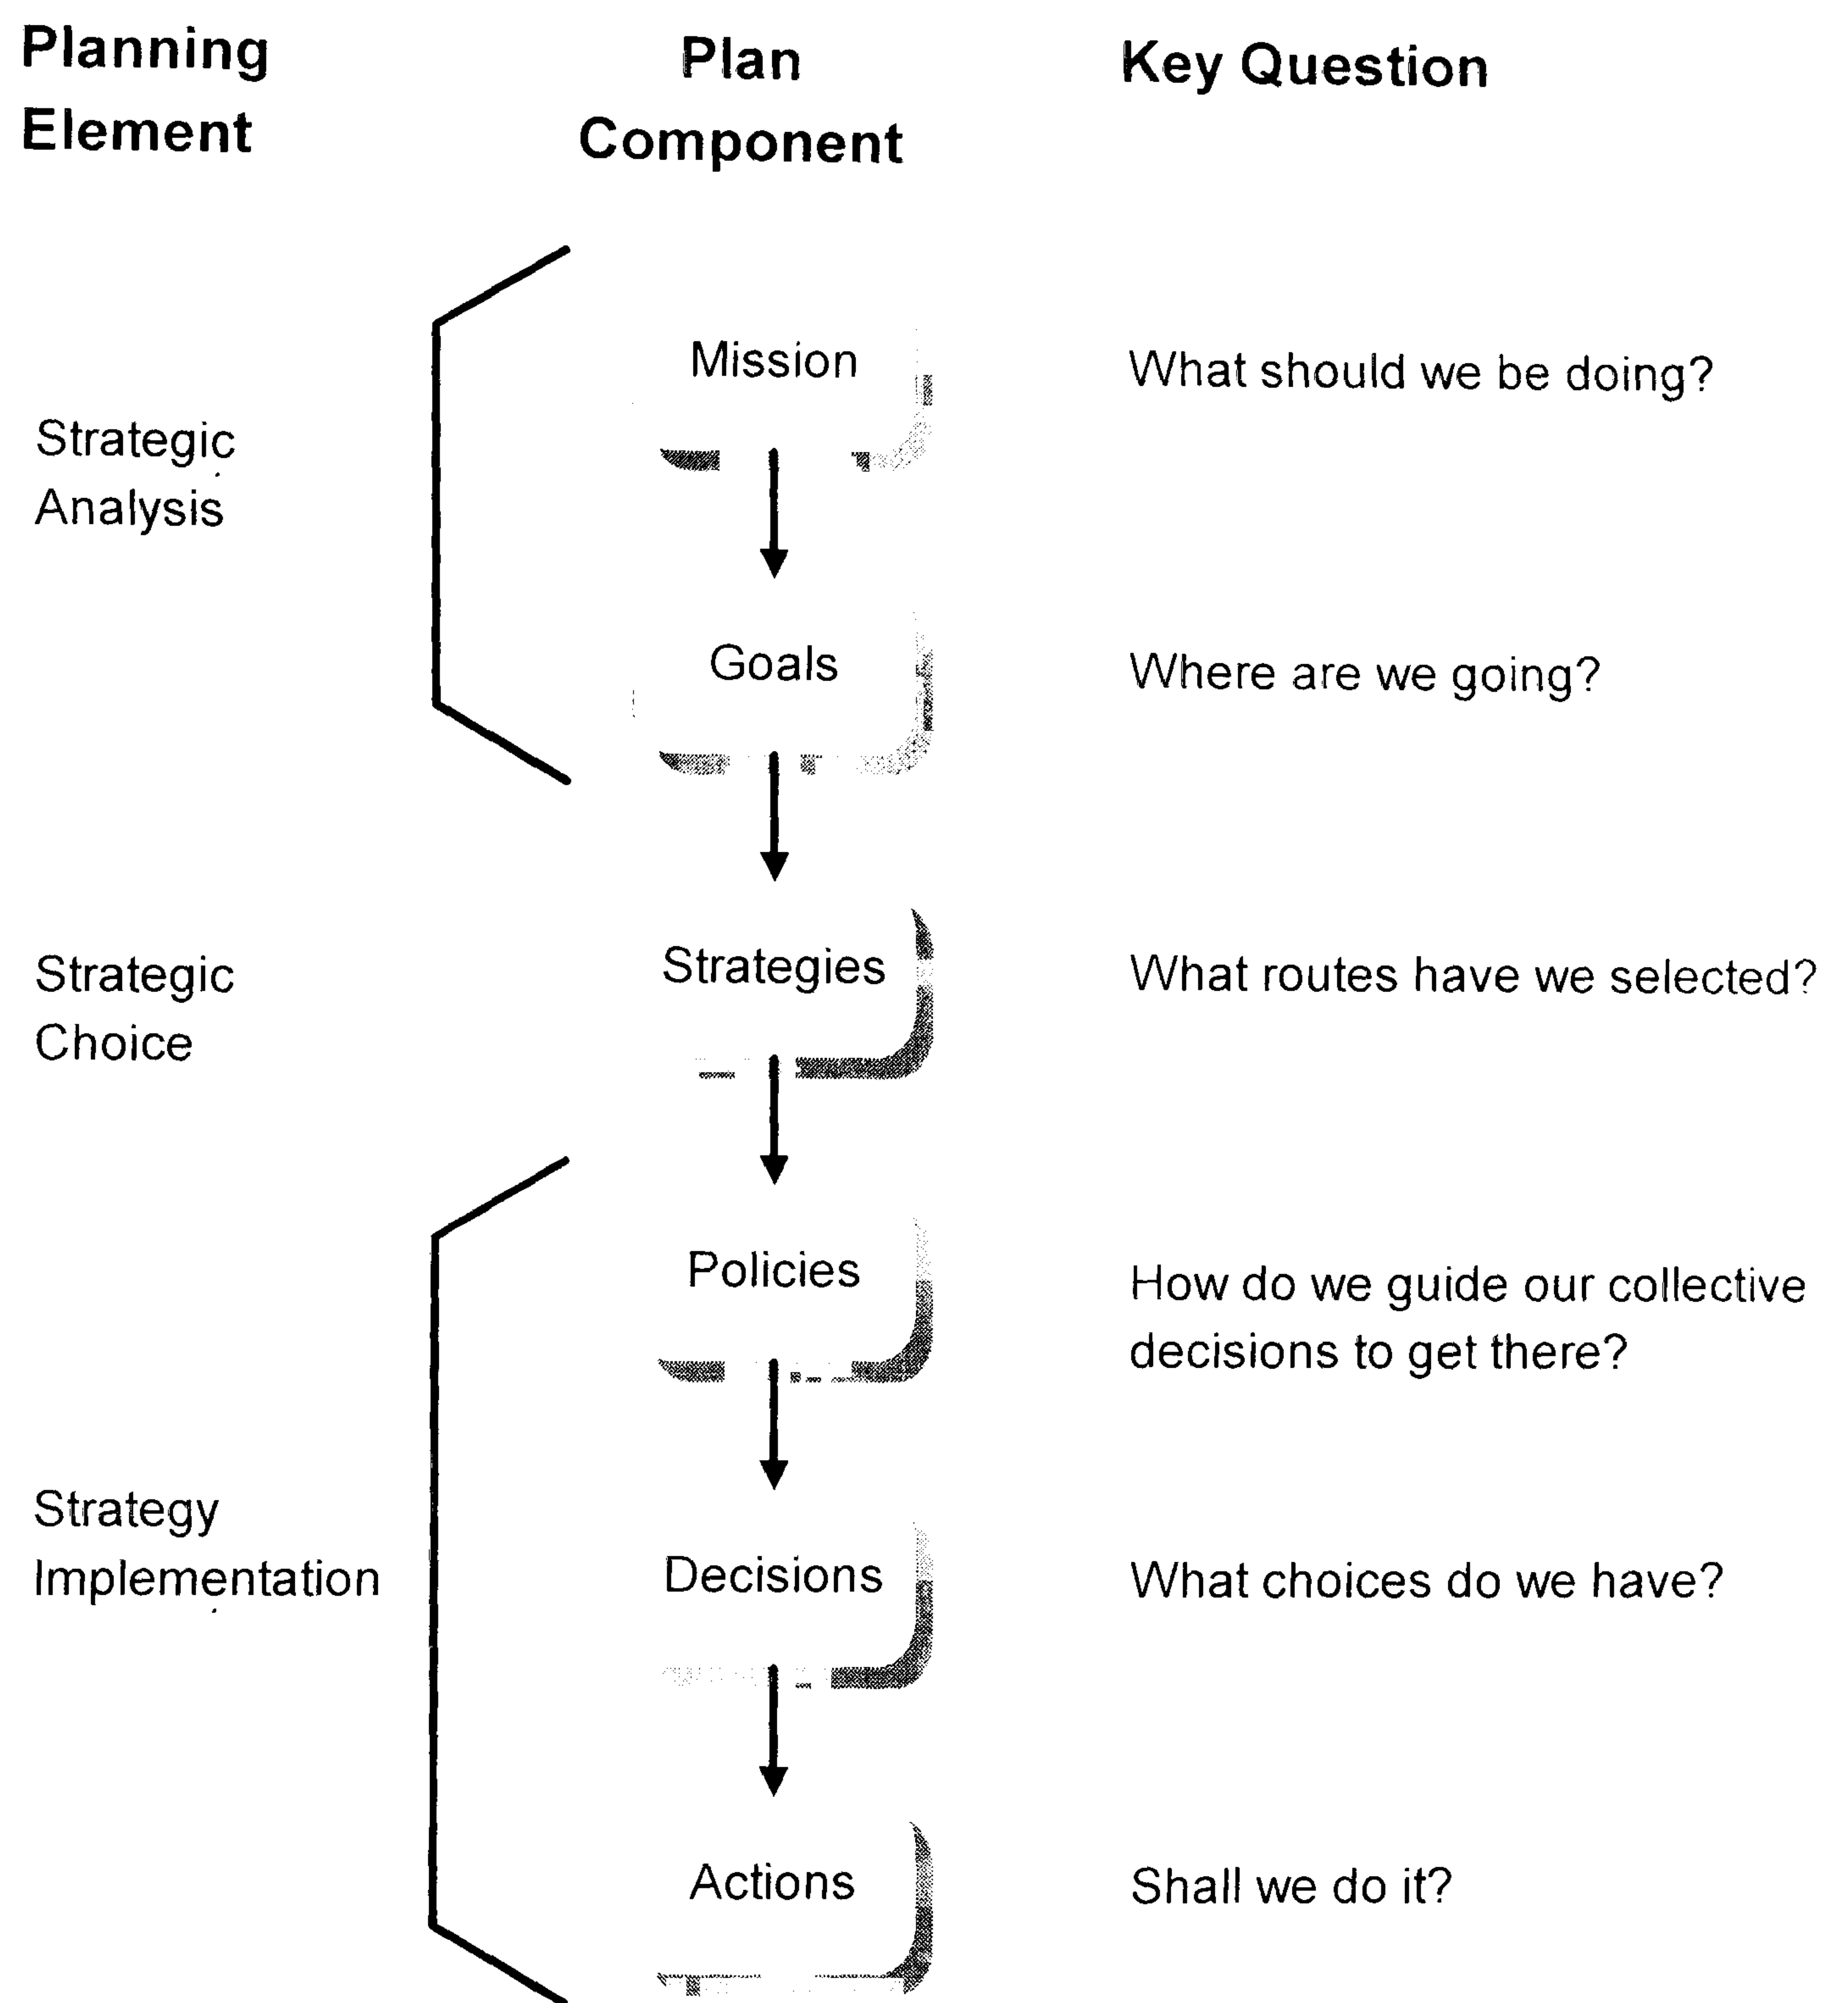 Planning
Element
Plan
Component
Key Question
Mission
What should we be doing?
Strategic
Analysis
Goals
Where are we going?
Strategic
Choice
Strategies
What routes have we selected?
Policies
How do we guide our collective
decisions to get there?
Strategy
Implementation
Decisions
What choices do we have?
Actions
Shall we do it?